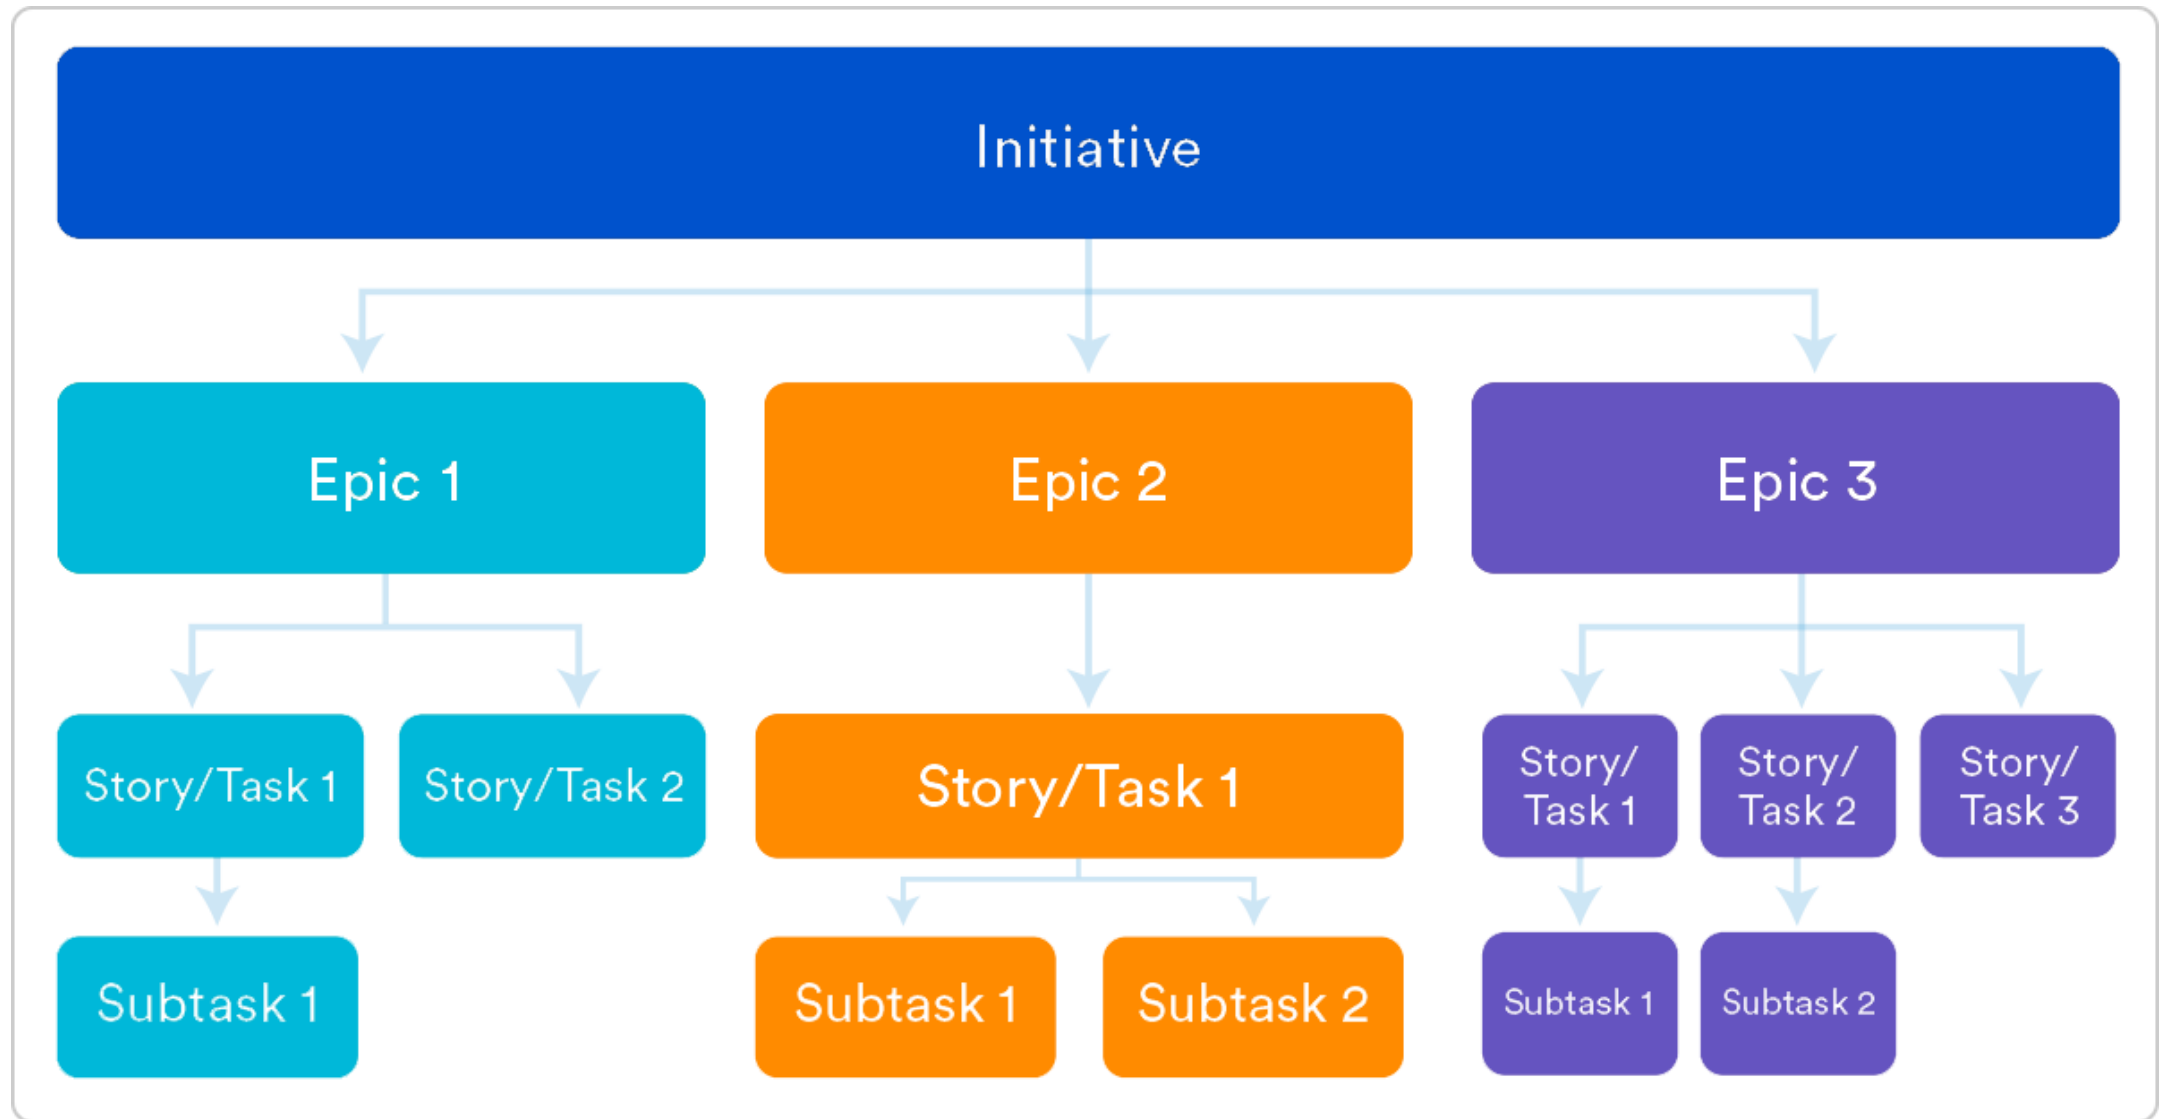 Initiative
Epic 1
Epic 2
Epic 3
Story/Task 1
Story/Task 2
Story/Task 1
Story/
Task 1
Story/
Task 2
Story/
Task 3
Subtask 1
Subtask 1
Subtask 2
Subtask 1
Subtask 2